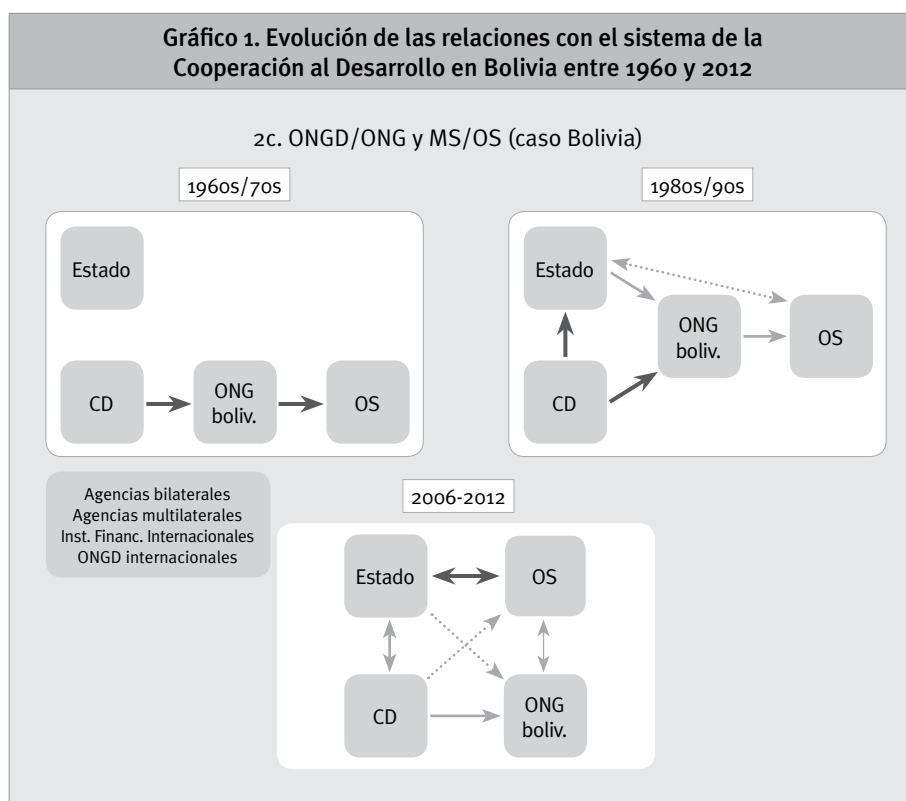 Gráfico 1. Evolución de las relaciones con el sistema de la
Cooperación al Desarrollo en Bolivia entre 1960 y 2012
2c. ONGD/ONG y MS/OS (caso Bolivia)
1960s/70s
Estado
CD
ONG
boliv.
OS
1980s/90s
Estado
ONG
boliv.
OS
CD
Agencias bilaterales
Agencias multilaterales
Inst. Financ. Internacionales
ONGD internacionales
2006-2012
Estado
OS
CD
ONG
boliv.